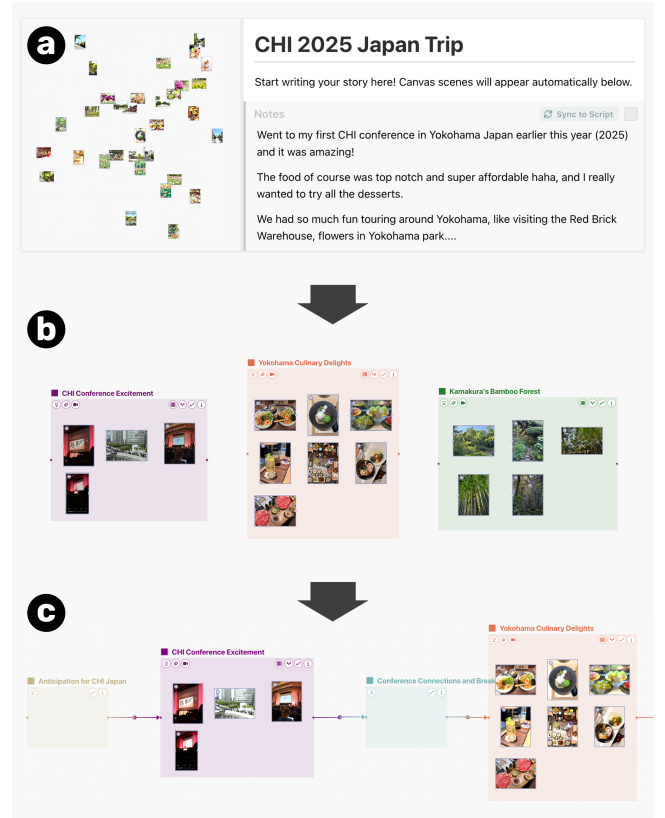 a
CHI 2025 Japan Trip
Start writing your story here! Canvas scenes will appear automatically below.
Notes
Sync to Script
Went to my first CHI conference in Yokohama Japan earlier this year (2025)
and it was amazing!
The food of course was top notch and super affordable haha, and I really
wanted to try all the desserts.
We had so much fun touring around Yokohama, like visiting the Red Brick
Warehouse, flowers in Yokohama park....
b
Yokohama Culinary Delights
CHI Conference Excitement
Kamakura's Bamboo Forest
c
Yokohama Culinary Delights
CHI Conference Excitement
Anticipation for CHI Japan
Conference Connections and Break